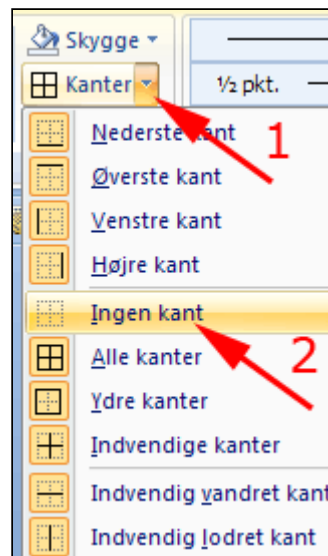 Skygge
Kanter
½ pkt.
1
Nederste kant
Øverste kant
Venstre kant
Højre kant
Ingen kant
2
Alle kanter
Ydre kanter
Indvendige kanter
Indvendig vandret kant
Indvendig lodret kant